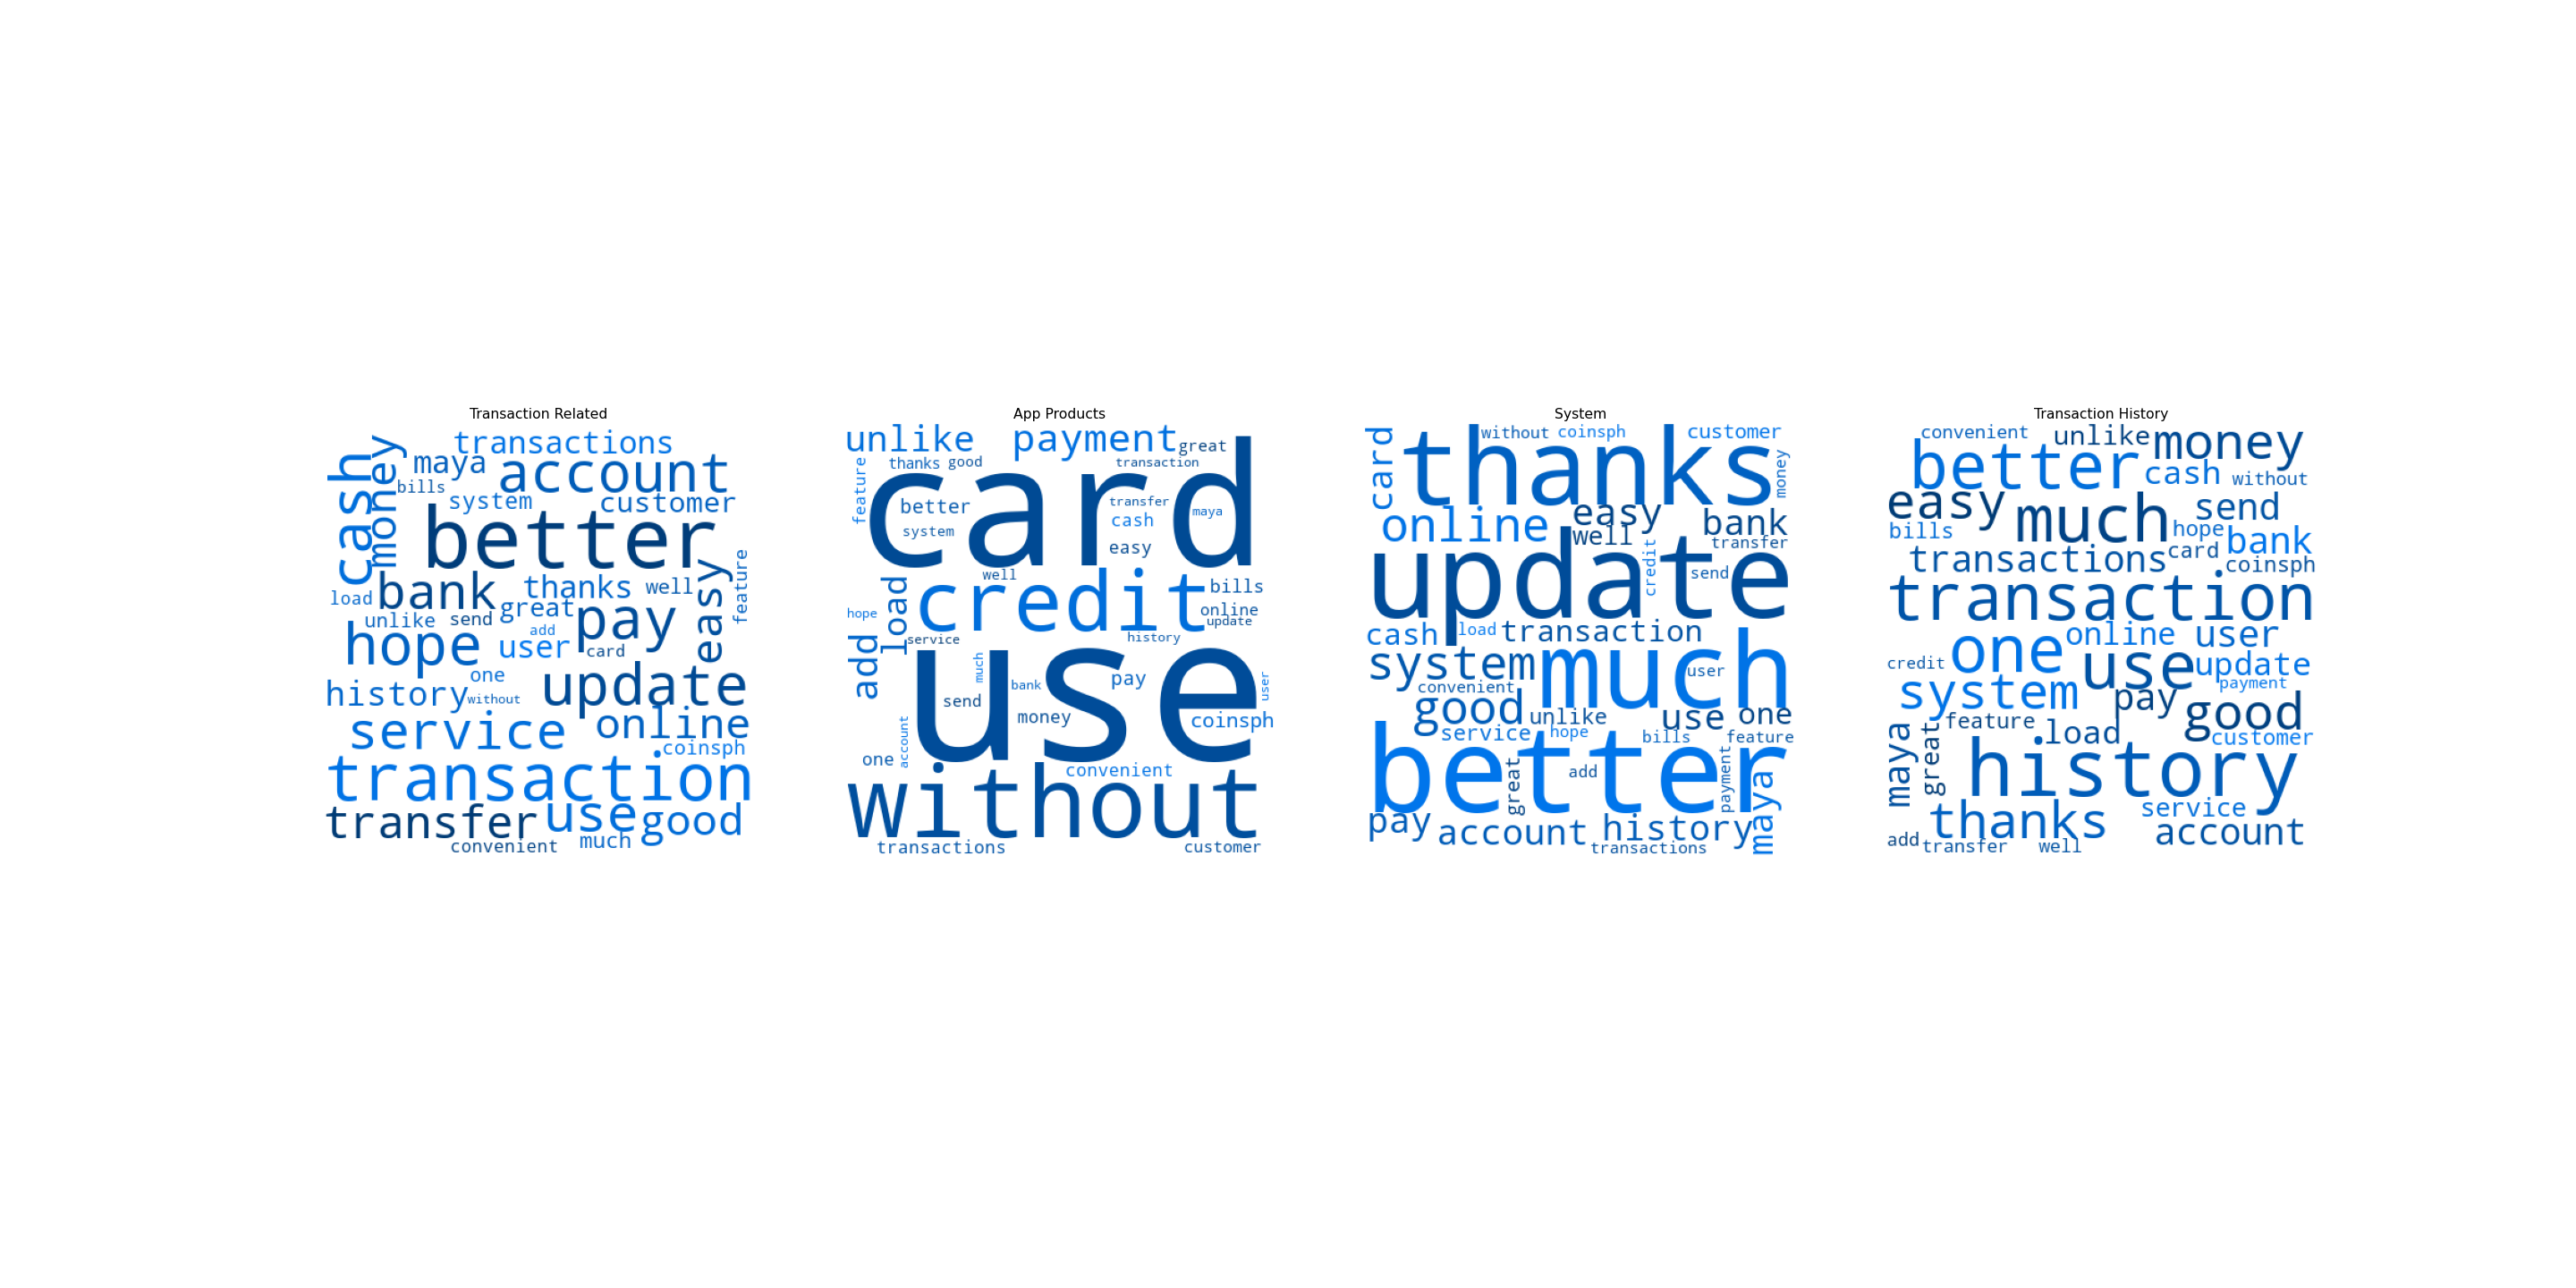 Transaction Related
transactions
cash
money
maya
account
bills
system
customer
better
bank
thanks
well
easy
feature
load
great
unlike
send
pay
hope
add
user
card
one
update
history
without
service
online
coinsph
transaction
transfer
use
good
convenient
much
App Products
unlike
payment
great
thanks
good
transaction
feature
card
better
transfer
maya
system
cash
easy
well
load
credit
bills
hope
online
update
service
history
add
use
much
bank
pay
user
send
money
coinsph
account
one
convenient
without
transactions
customer
System
card
thanks
without
coinsph
customer
money
online
easy
well
bank
transfer
update
credit
send
cash
load
transaction
system
much
user
convenient
good
unlike
use
one
service
hope
bills
feature
better
great
add
payment
maya
pay
account
history
transactions
Transaction History
convenient
unlike
money
better
cash
without
easy
much
send
bills
hope
bank
transactions
card
coinsph
transaction
one
online
user
credit
use
update
system
pay
payment
good
maya
feature
great
load
customer
history
thanks
service
account
add
transfer
well